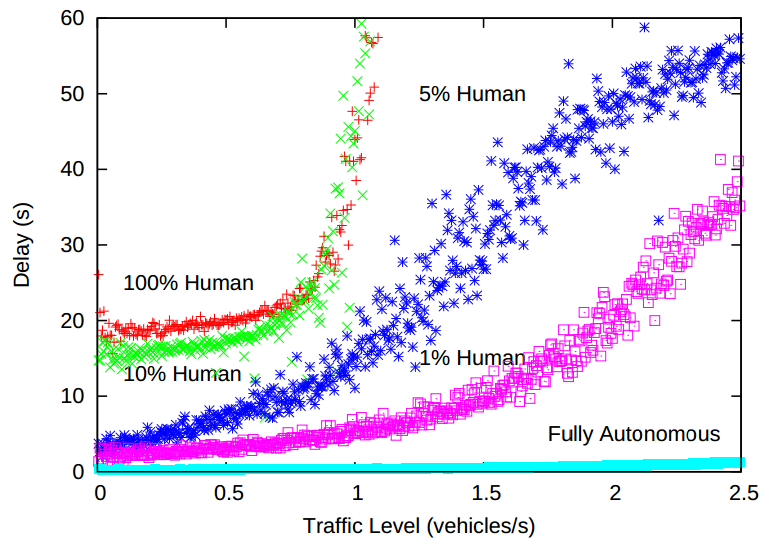 60
50
40
30
20
10
0
Delay (s)
5% Human
100% Human
10% Human
1% Human
Fully Autonomous
0 0.5 1 1.5 2 2.5
Traffic Level (vehicles/s)